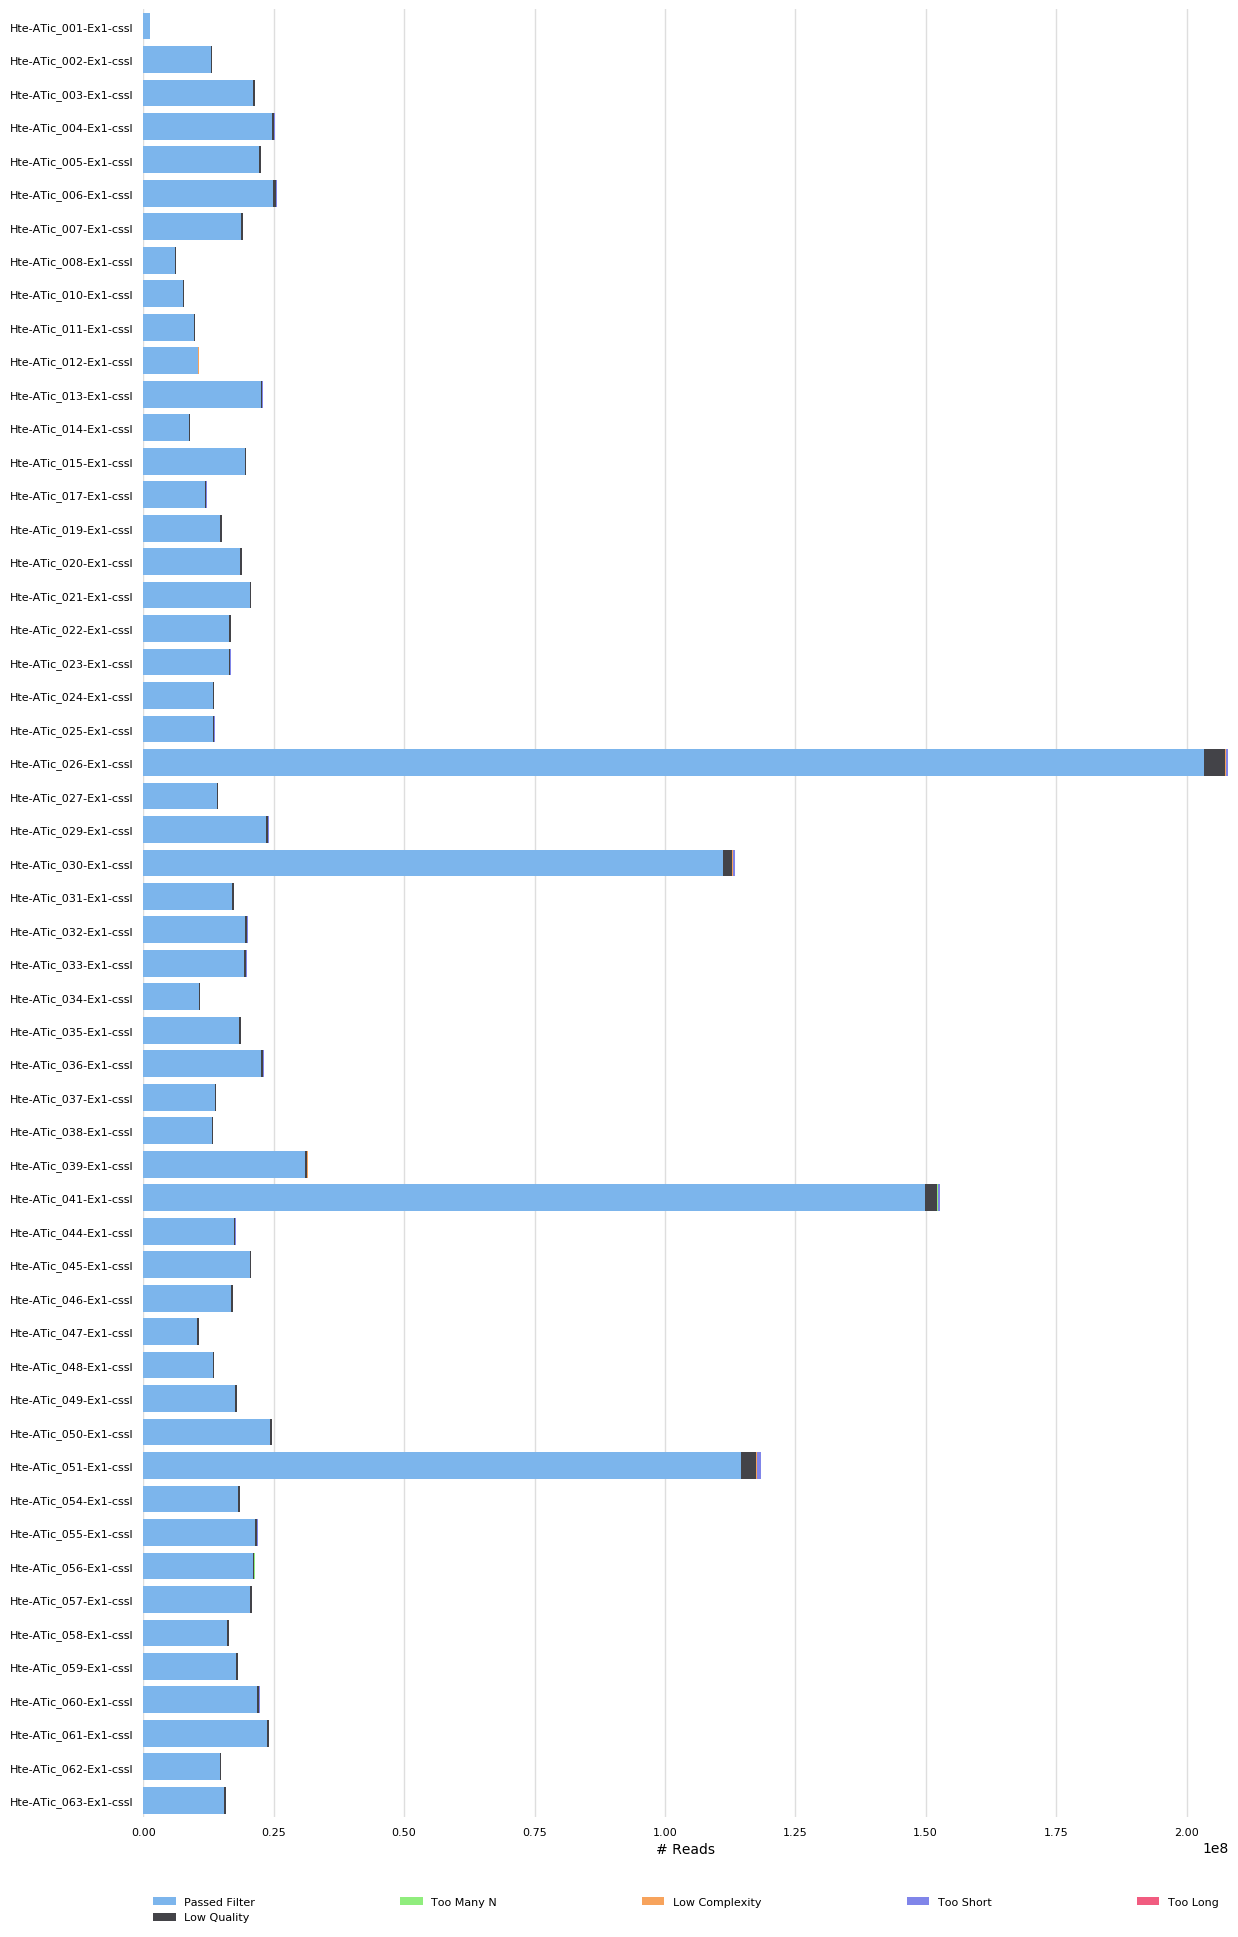 Hte-ATic_001-Ex1-cssl
Hte-ATic_002-Ex1-cssl
Hte-ATic_003-Ex1-cssl
Hte-ATic_004-Ex1-cssl
Hte-ATic_005-Ex1-cssl
Hte-ATic_006-Ex1-cssl
Hte-ATic_007-Ex1-cssl
Hte-ATic_008-Ex1-cssl
Hte-ATic_010-Ex1-cssl
Hte-ATic_011-Ex1-cssl
Hte-ATic_012-Ex1-cssl
Hte-ATic_013-Ex1-cssl
Hte-ATic_014-Ex1-cssl
Hte-ATic_015-Ex1-cssl
Hte-ATic_017-Ex1-cssl
Hte-ATic_019-Ex1-cssl
Hte-ATic_020-Ex1-cssl
Hte-ATic_021-Ex1-cssl
Hte-ATic_022-Ex1-cssl
Hte-ATic_023-Ex1-cssl
Hte-ATic_024-Ex1-cssl
Hte-ATic_025-Ex1-cssl
Hte-ATic_026-Ex1-cssl
Hte-ATic_027-Ex1-cssl
Hte-ATic_029-Ex1-cssl
Hte-ATic_030-Ex1-cssl
Hte-ATic_031-Ex1-cssl
Hte-ATic_032-Ex1-cssl
Hte-ATic_033-Ex1-cssl
Hte-ATic_034-Ex1-cssl
Hte-ATic_035-Ex1-cssl
Hte-ATic_036-Ex1-cssl
Hte-ATic_037-Ex1-cssl
Hte-ATic_038-Ex1-cssl
Hte-ATic_039-Ex1-cssl
Hte-ATic_041-Ex1-cssl
Hte-ATic_044-Ex1-cssl
Hte-ATic_045-Ex1-cssl
Hte-ATic_046-Ex1-cssl
Hte-ATic_047-Ex1-cssl
Hte-ATic_048-Ex1-cssl
Hte-ATic_049-Ex1-cssl
Hte-ATic_050-Ex1-cssl
Hte-ATic_051-Ex1-cssl
Hte-ATic_054-Ex1-cssl
Hte-ATic_055-Ex1-cssl
Hte-ATic_056-Ex1-cssl
Hte-ATic_057-Ex1-cssl
Hte-ATic_058-Ex1-cssl
Hte-ATic_059-Ex1-cssl
Hte-ATic_060-Ex1-cssl
Hte-ATic_061-Ex1-cssl
Hte-ATic_062-Ex1-cssl
Hte-ATic_063-Ex1-cssl
0.00 0.25 0.50 0.75 1.00 1.25 1.50 1.75 2.00
# Reads 1e8
Passed Filter Too Many N Low Complexity Too Short Too Long
Low Quality